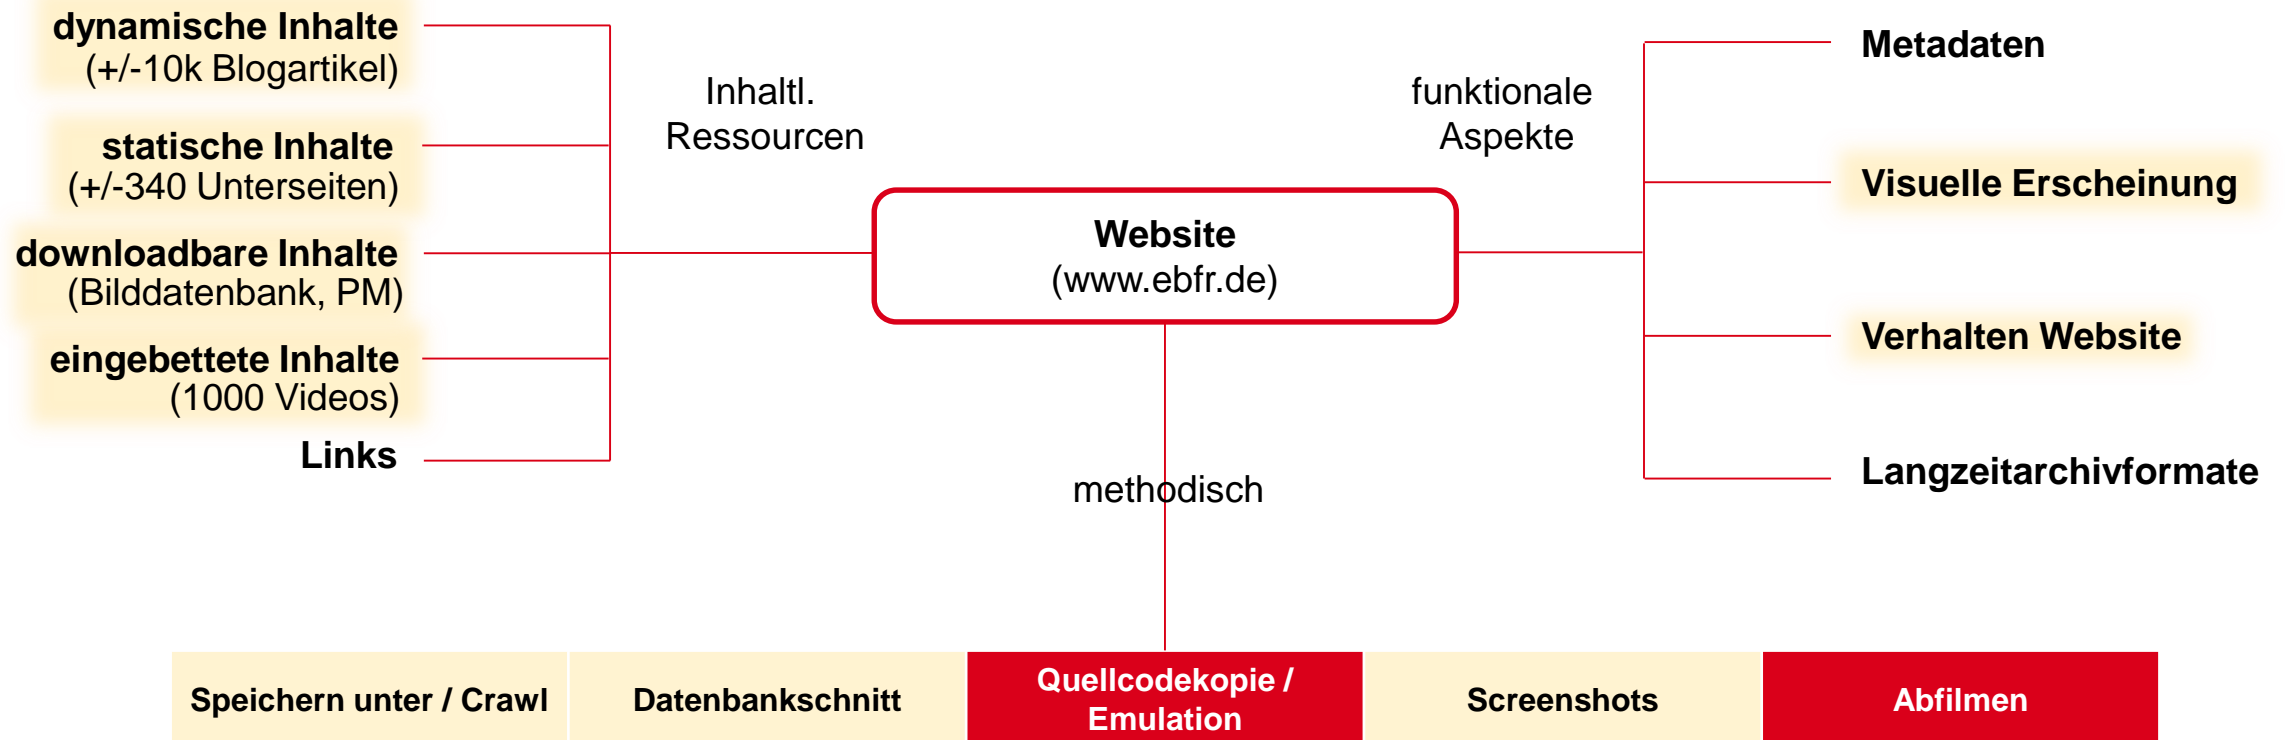 dynamische Inhalte
(+/-10k Blogartikel)
statische Inhalte
(+/-340 Unterseiten)
downloadbare Inhalte
(Bilddatenbank, PM)
eingebettete Inhalte
(1000 Videos)
Links
Inhaltl.
Ressourcen
Website
(www.ebfr.de)
methodisch
funktionale
Aspekte
Metadaten
Visuelle Erscheinung
Verhalten Website
Langzeitarchivformate
Speichern unter / Crawl
Datenbankschnitt
Quellcodekopie /
Emulation
Screenshots
Abfilmen